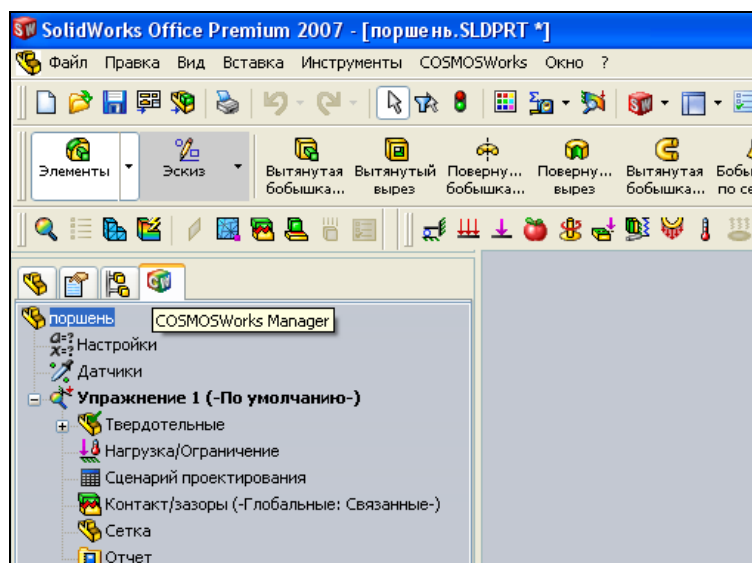 SolidWorks Office Premium 2007 - [поршень.SLDPRT *]
Файл Правка Вид Вставка Инструменты COSMOSWorks Окно ?
Элементы Эскиз Вытянутая бобышка... Вытянутый вырез Поверну... бобышка... Поверну... вырез Вытянутая бобышка... Бобы по се
COSMOSWorks Manager
поршень
Настройки
Датчики
Упражнение 1 (-По умолчанию-)
Твердотельные
Нагрузка/Ограничение
Сценарий проектирования
Контакт/зазоры (-Глобальные: Связанные-)
Сетка
Отчет